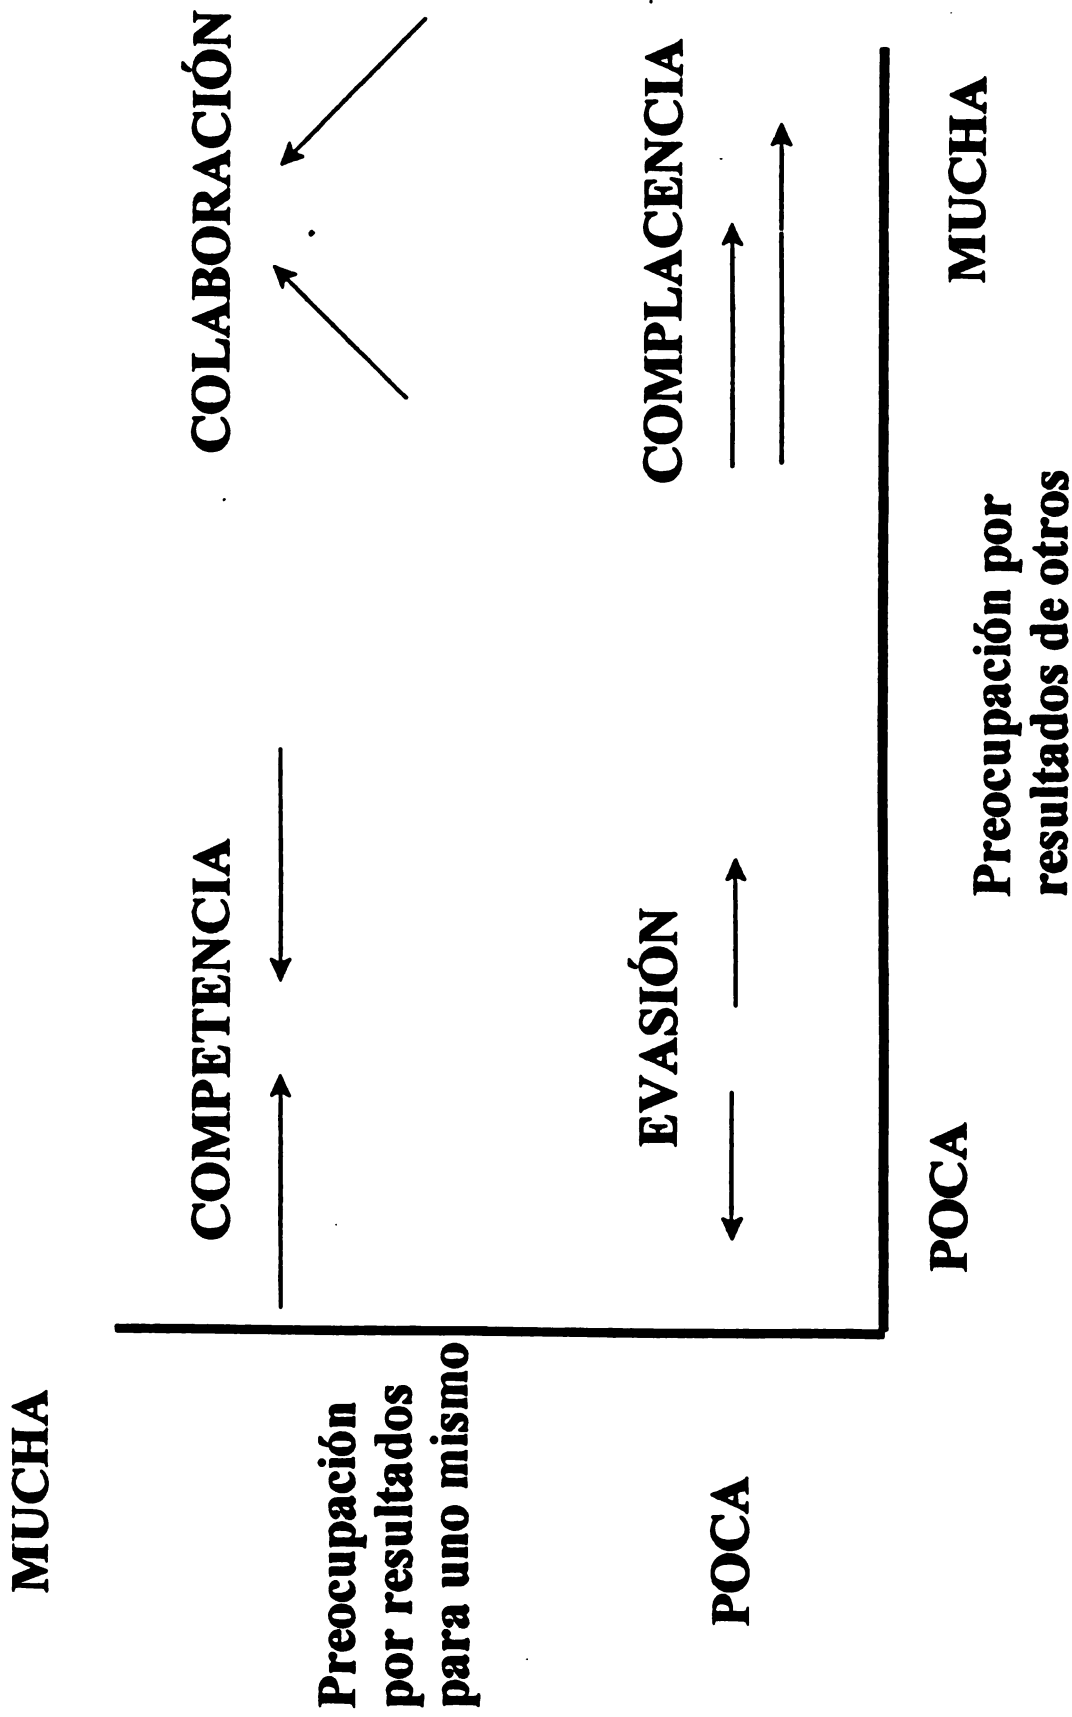 MUCHA
COMPETENCIA
COLABORACIÓN
Preocupación
por resultados
para uno mismo
EVASIÓN
COMPLACENCIA
POCA
POCA
MUCHA
Preocupación por
resultados de otros